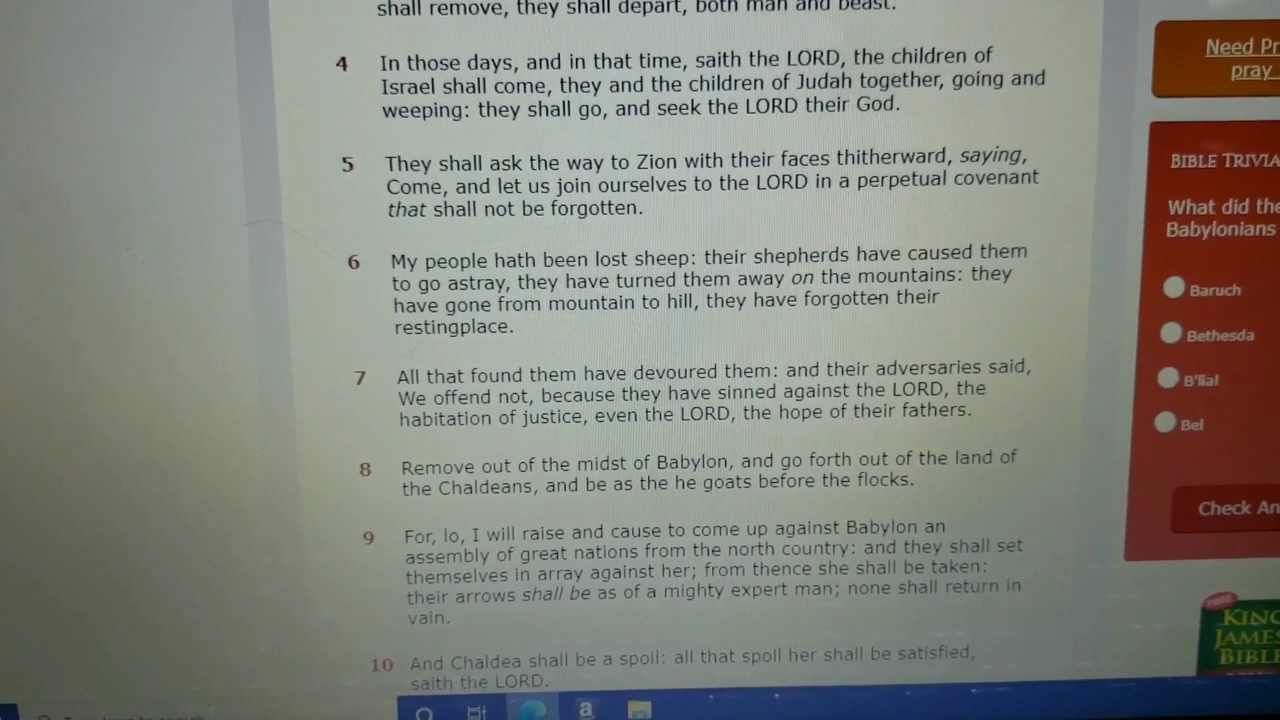 shall remove, they shall depart, both man and beast.
4 In those days, and in that time, saith the LORD, the children of
Israel shall come, they and the children of Judah together, going and
weeping: they shall go, and seek the LORD their God.
5 They shall ask the way to Zion with their faces thitherward, saying,
Come, and let us join ourselves to the LORD in a perpetual covenant
that shall not be forgotten.
6 My people hath been lost sheep: their shepherds have caused them
to go astray, they have turned them away on the mountains: they
have gone from mountain to hill, they have forgotten their
restingplace.
7 All that found them have devoured them: and their adversaries said,
We offend not, because they have sinned against the LORD, the
habitation of justice, even the LORD, the hope of their fathers.
8 Remove out of the midst of Babylon, and go forth out of the land of
the Chaldeans, and be as the he goats before the flocks.
9 For, lo, I will raise and cause to come up against Babylon an
assembly of great nations from the north country: and they shall set
themselves in array against her; from thence she shall be taken:
their arrows shall be as of a mighty expert man; none shall return in
vain.
10 And Chaldea shall be a spoil: all that spoil her shall be satisfied,
saith the LORD.
Need Pr
pray
BIBLE TRIVIA
What did the
Babylonians
Baruch
Bethesda
B'lial
Bel
Check An
FREE
KING
JAMES
BIBLE
a